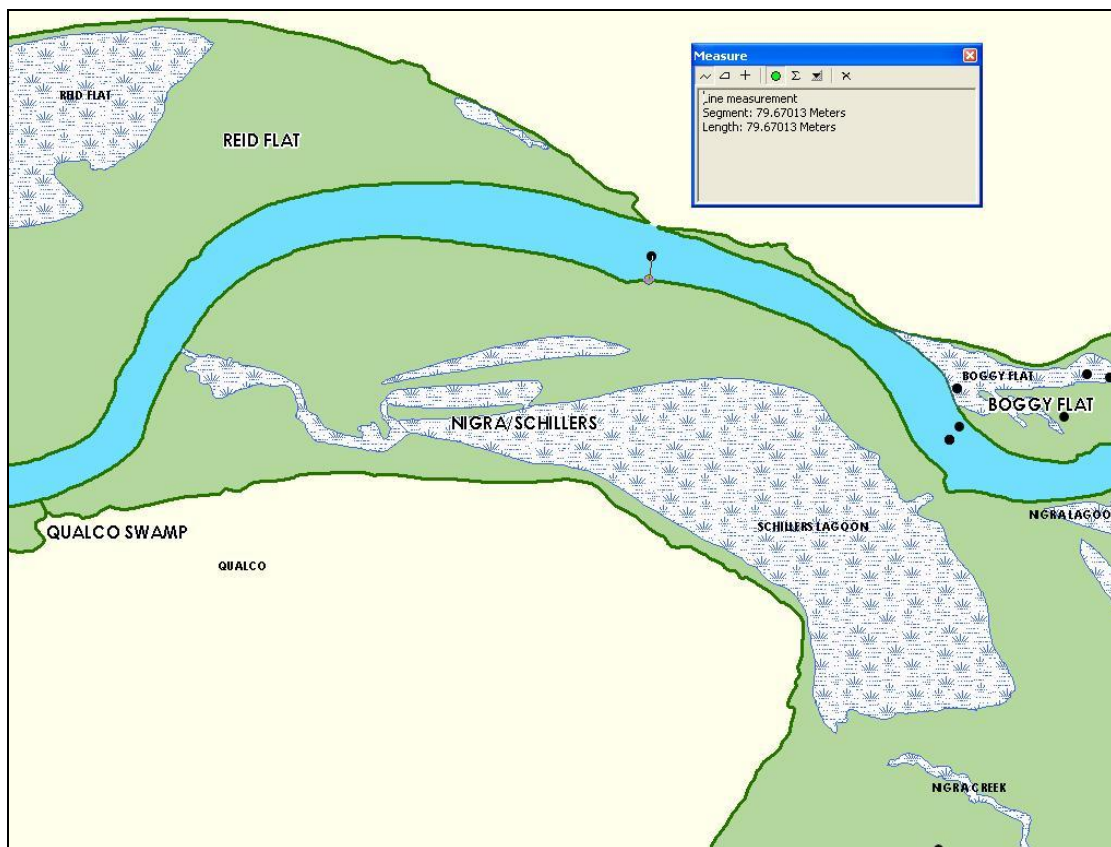 Measure
Line measurement
Segment: 79.67013 Meters
Length: 79.67013 Meters
REID FLAT
REID FLAT
BOGGY FLAT
BOGGY FLAT
NIGRA/SCHILLERS
NIGRA LAGOO
SCHILLERS LAGOON
QUALCO SWAMP
QUALCO
NIGRA CREEK